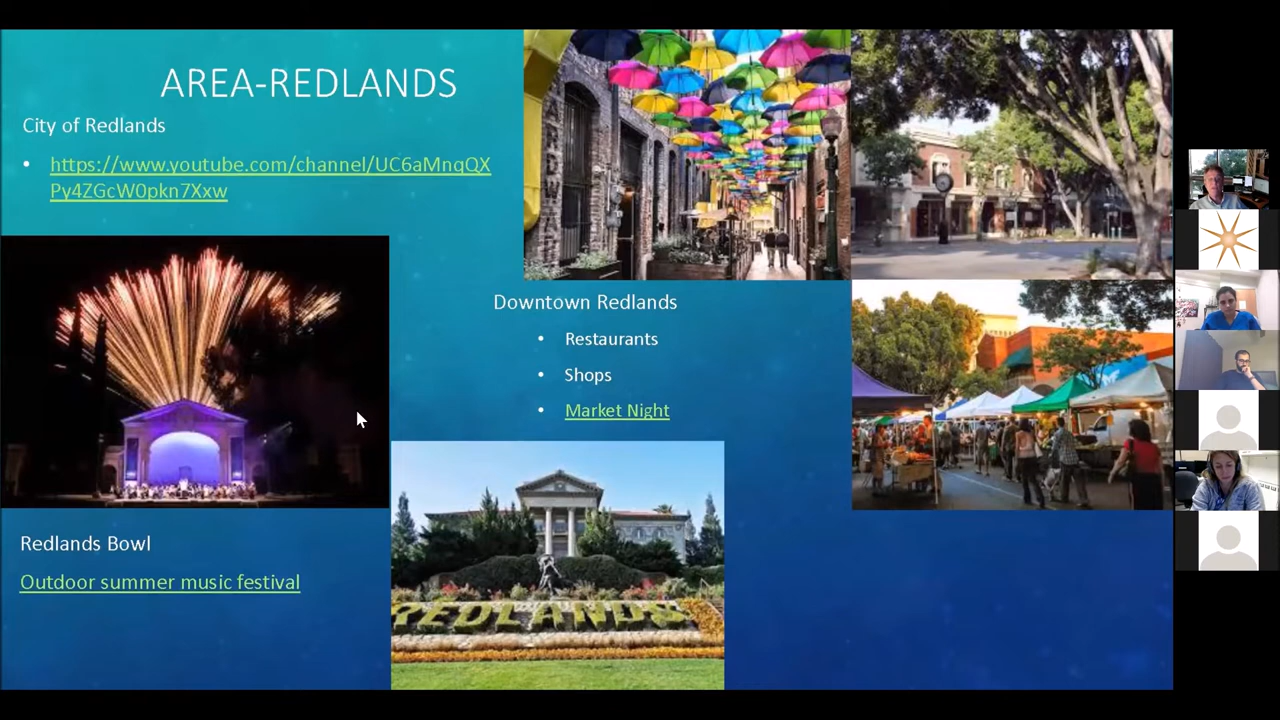 AREA-REDLANDS
City of Redlands
• https://www.youtube.com/channel/UC6aMnqQX
Py4ZGcW0pkn7Xxw
Downtown Redlands
• Restaurants
• Shops
• Market Night
Redlands Bowl
Outdoor summer music festival
REDLANDS